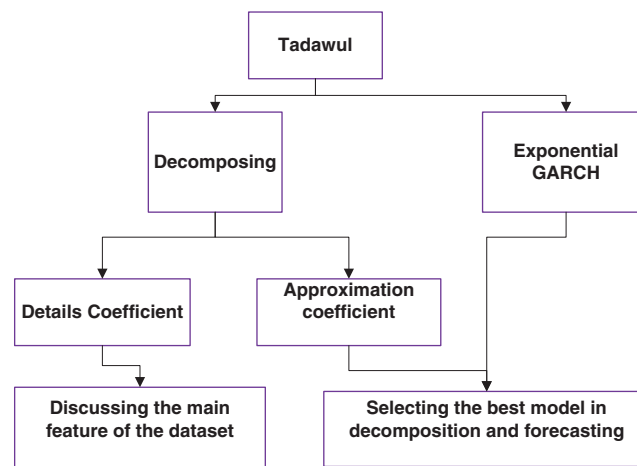 Tadawul
Decomposing
Exponential
GARCH
Details Coefficient
Approximation
coefficient
Discussing the main
feature of the dataset
Selecting the best model in
decomposition and forecasting